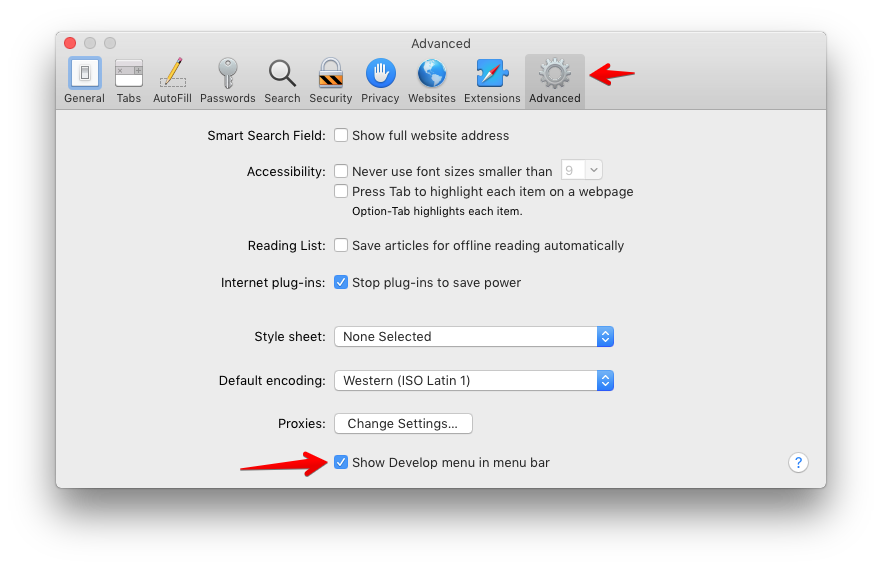 Advanced
General Tabs AutoFill Passwords Search Security Privacy Websites Extensions Advanced
Smart Search Field: Show full website address
Accessibility: Never use font sizes smaller than 9
Press Tab to highlight each item on a webpage
Option-Tab highlights each item.
Reading List: Save articles for offline reading automatically
Internet plug-ins: Stop plug-ins to save power
Style sheet: None Selected
Default encoding: Western (ISO Latin 1)
Proxies: Change Settings...
Show Develop menu in menu bar ?